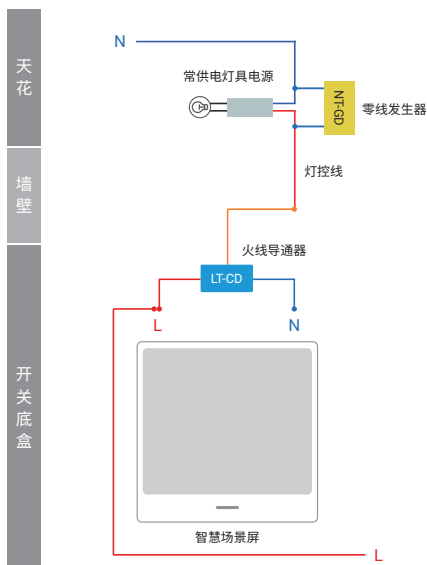 天花
墙壁
开关底盒
N
常供电灯具电源
NT-GD
零线发生器
灯控线
火线导通器
LT-CD
L
N
智慧场景屏
L